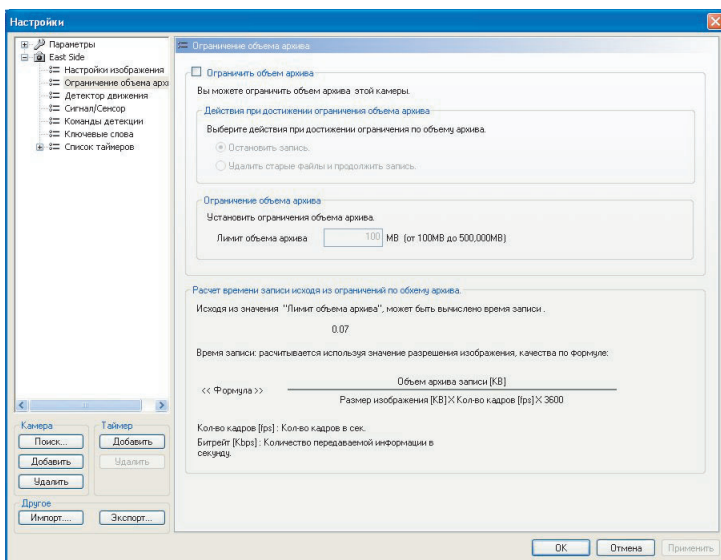 Настройки
Параметры
East Side
Настройки изображения
Ограничение объема архи
Детектор движения
Сигнал/Сенсор
Команды детекции
Ключевые слова
Список таймеров
Камера
Поиск...
Добавить
Удалить
Таймер
Добавить
Удалить
Другое
Импорт....
Экспорт...
Ограничение объема архива
Ограничить объем архива
Вы можете ограничить объем архива этой камеры.
Действия при достижении ограничения объема архива
Выберите действия при достижении ограничения по объему архива.
Остановить запись.
Удалить старые файлы и продолжить запись.
Ограничение объема архива
Установить ограничения объема архива.
Лимит объема архива 100 MB (от 100MB до 500,000MB)
Расчет времени записи исходя из ограничений по обхему архива.
Исходя из значения "Лимит объема архива", может быть вычислено время записи .
0.07
Время записи: расчитывается используя значение разрешения изображения, качества по формуле:
<< Формула >>
Объем архива записи [KB]
Размер изображения [KB] X Кол-во кадров [fps] X 3600
Кол-во кадров [fps] : Кол-во кадров в сек.
Битрейт [Kbps] : Количество передаваемой информации в
секунду.
OK
Отмена
Применить